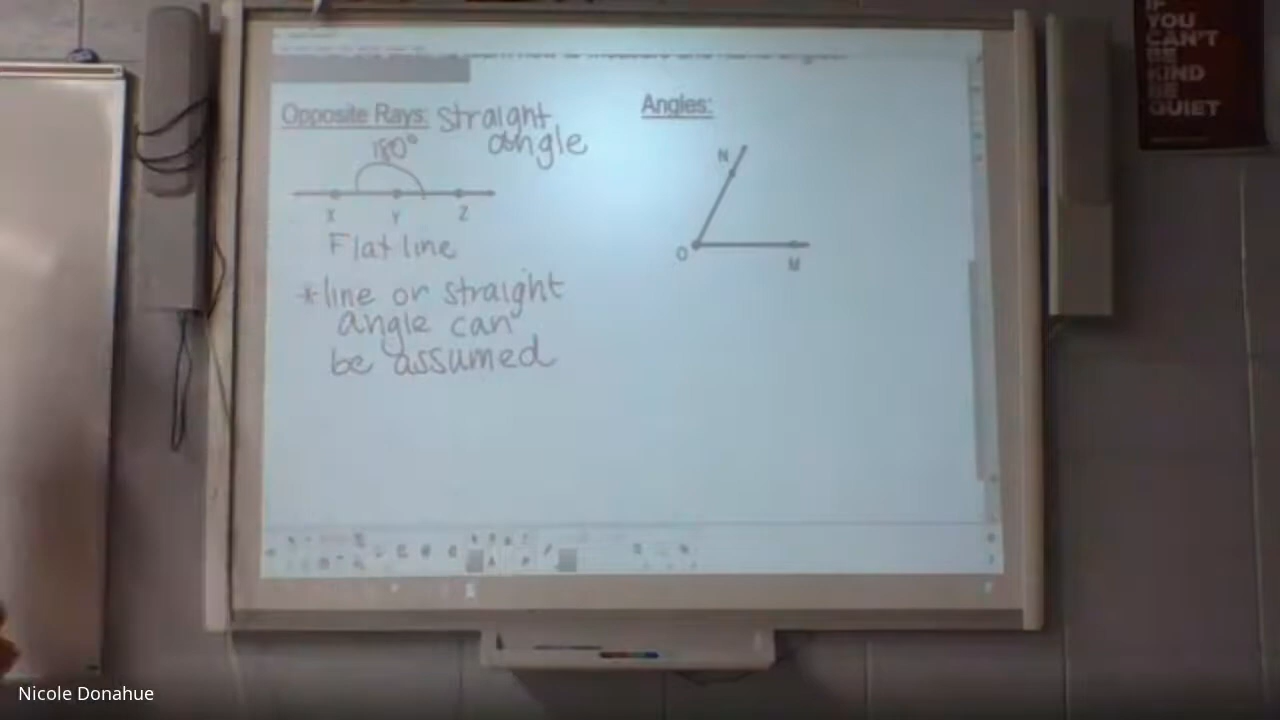 IF
YOU
CAN'T
BE
KIND
BE
QUIET
Opposite Rays: straight
angle
180°
X Y Z
Flat line
*line or straight
angle can
be assumed
Angles:
N
O
M
Nicole Donahue